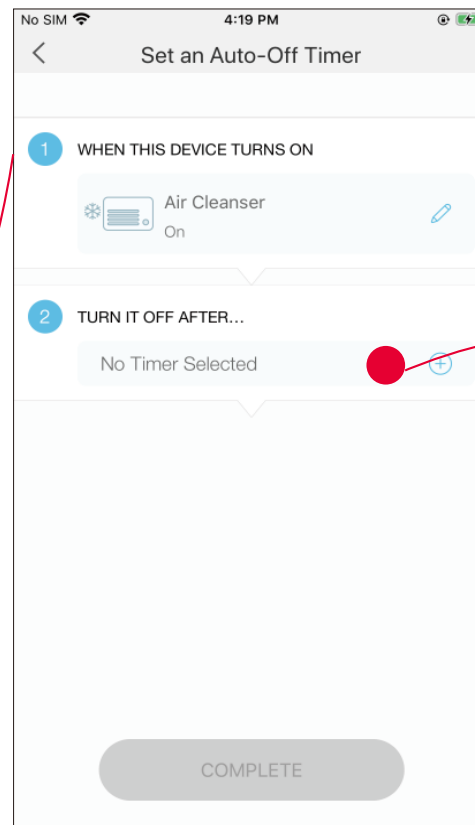 No SIM 4:19 PM
Set an Auto-Off Timer
1 WHEN THIS DEVICE TURNS ON
Air Cleanser
On
2 TURN IT OFF AFTER...
No Timer Selected
COMPLETE